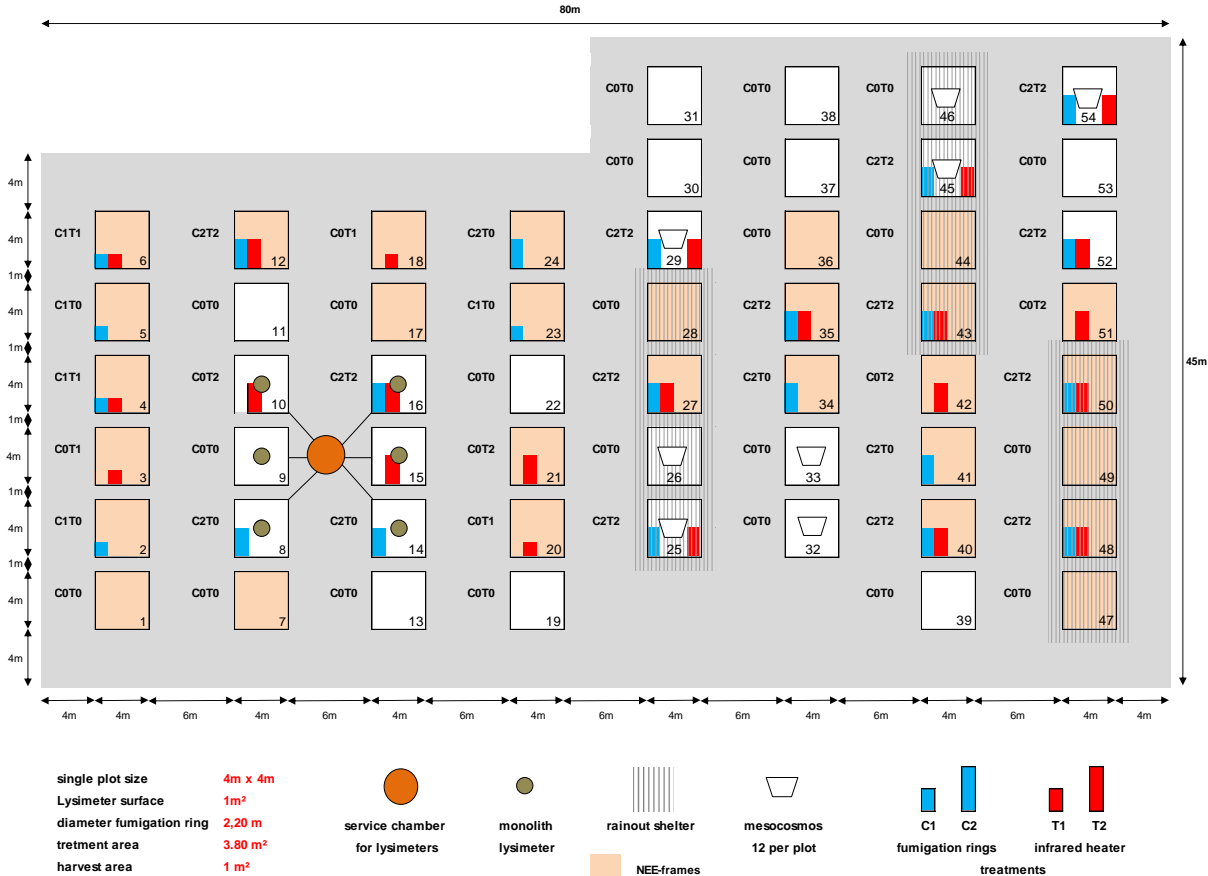 80m
C0T0 31 C0T0 38 C0T0 46 C2T2 54
C0T0 30 C0T0 37 C2T2 45 C0T0 53
4m
C1T1 6 C2T2 12 C0T1 18 C2T0 24 C2T2 29 C0T0 36 C0T0 44 C2T2 52
4m
1m
C1T0 5 C0T0 11 C0T0 17 C1T0 23 C0T0 28 C2T2 35 C2T2 43 C0T2 51
4m
1m
C1T1 4 C0T2 10 C2T2 16 C0T0 22 C2T2 27 C2T0 34 C0T2 42 C2T2 50
4m
45m
1m
C0T1 3 C0T0 9 15 C0T2 21 C0T0 26 C0T0 33 C2T0 41 C0T0 49
4m
1m
C1T0 2 C2T0 8 C2T0 14 C0T1 20 C2T2 25 C0T0 32 C2T2 40 C2T2 48
4m
1m
C0T0 1 C0T0 7 C0T0 13 C0T0 19 C0T0 39 C0T0 47
4m
4m
4m 4m 6m 4m 6m 4m 6m 4m 6m 4m 6m 4m 6m 4m 6m 4m 4m
single plot size 4m x 4m
Lysimeter surface 1m²
diameter fumigation ring 2,20 m
tretment area 3.80 m²
harvest area 1 m²
service chamber
for lysimeters
monolith
lysimeter
rainout shelter
NEE-frames
mesocosmos
12 per plot
C1 C2 T1 T2
fumigation rings infrared heater
treatments